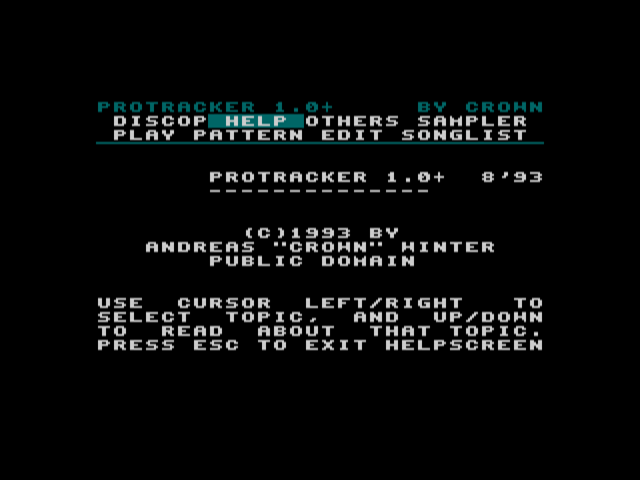 PROTRACKER 1.0+ BY CROWN
DISCOP HELP OTHERS SAMPLER
PLAY PATTERN EDIT SONGLIST
PROTRACKER 1.0+ 8'93
--------------
(C)1993 BY
ANDREAS "CROWN" WINTER
PUBLIC DOMAIN
USE CURSOR LEFT/RIGHT TO
SELECT TOPIC, AND UP/DOWN
TO READ ABOUT THAT TOPIC.
PRESS ESC TO EXIT HELPSCREEN